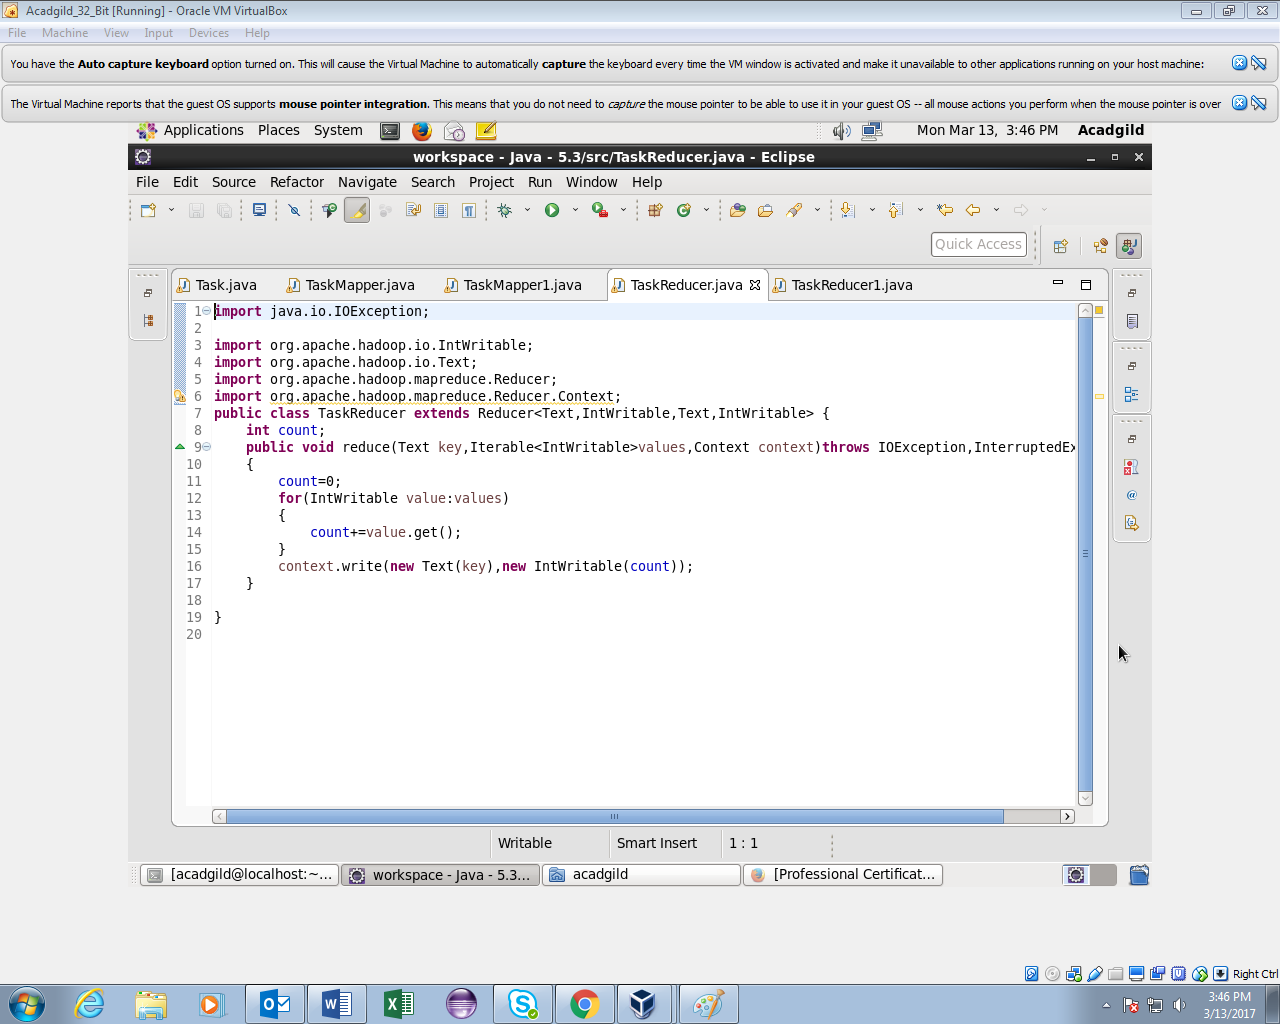 Acadgild_32_Bit [Running] - Oracle VM VirtualBox
File Machine View Input Devices Help
You have the Auto capture keyboard option turned on. This will cause the Virtual Machine to automatically capture the keyboard every time the VM window is activated and make it unavailable to other applications running on your host machine:
The Virtual Machine reports that the guest OS supports mouse pointer integration. This means that you do not need to capture the mouse pointer to be able to use it in your guest OS -- all mouse actions you perform when the mouse pointer is over
Applications Places System Mon Mar 13, 3:46 PM Acadgild
workspace - Java - 5.3/src/TaskReducer.java - Eclipse
File Edit Source Refactor Navigate Search Project Run Window Help
Quick Access
Task.java TaskMapper.java TaskMapper1.java TaskReducer.java TaskReducer1.java
1 import java.io.IOException;
2
3 import org.apache.hadoop.io.IntWritable;
4 import org.apache.hadoop.io.Text;
5 import org.apache.hadoop.mapreduce.Reducer;
6 import org.apache.hadoop.mapreduce.Reducer.Context;
7 public class TaskReducer extends Reducer<Text,IntWritable,Text,IntWritable> {
8 int count;
9 public void reduce(Text key,Iterable<IntWritable>values,Context context)throws IOException,InterruptedEx
10 {
11 count=0;
12 for(IntWritable value:values)
13 {
14 count+=value.get();
15 }
16 context.write(new Text(key),new IntWritable(count));
17 }
18
19 }
20
Writable Smart Insert 1 : 1
[acadgild@localhost:~... workspace - Java - 5.3... acadgild [Professional Certificat...
Right Ctrl
3:46 PM
3/13/2017